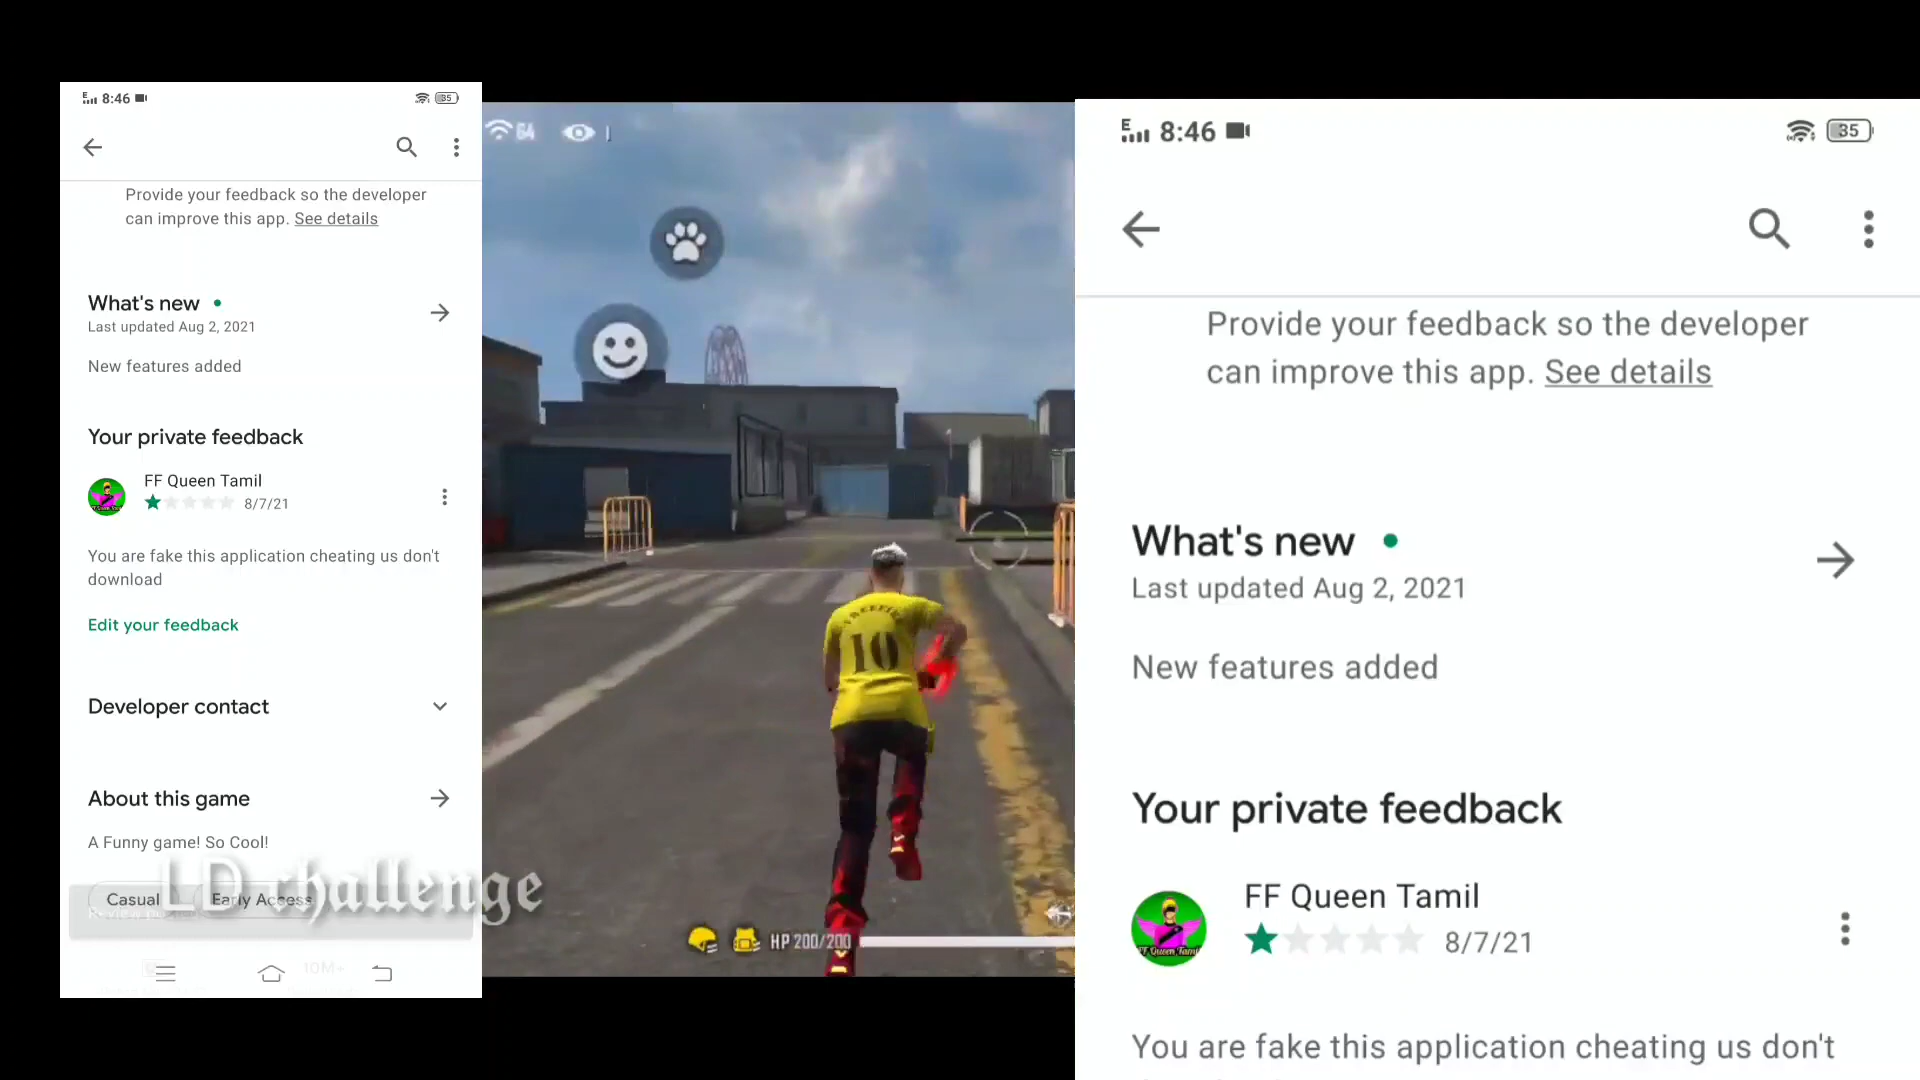 8:46
35
Provide your feedback so the developer
can improve this app. See details
What's new
Last updated Aug 2, 2021
New features added
Your private feedback
FF Queen Tamil
8/7/21
You are fake this application cheating us don't
download
Edit your feedback
Developer contact
About this game
A Funny game! So Cool!
Casual
Early Access
10M+
LD challenge
64
10
HP 200/200
8:46
35
Provide your feedback so the developer
can improve this app. See details
What's new
Last updated Aug 2, 2021
New features added
Your private feedback
FF Queen Tamil
8/7/21
You are fake this application cheating us don't